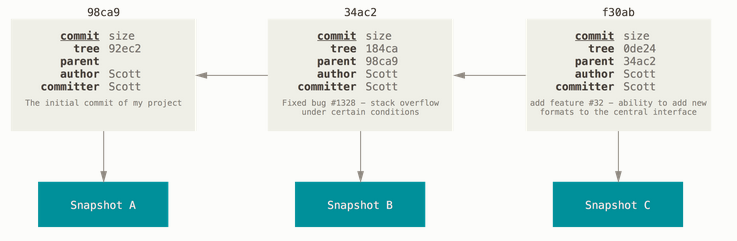 98ca9
commit size
tree 92ec2
parent
author Scott
committer Scott
The initial commit of my project
Snapshot A
34ac2
commit size
tree 184ca
parent 98ca9
author Scott
committer Scott
Fixed bug #1328 – stack overflow
under certain conditions
Snapshot B
f30ab
commit size
tree 0de24
parent 34ac2
author Scott
committer Scott
add feature #32 – ability to add new
formats to the central interface
Snapshot C